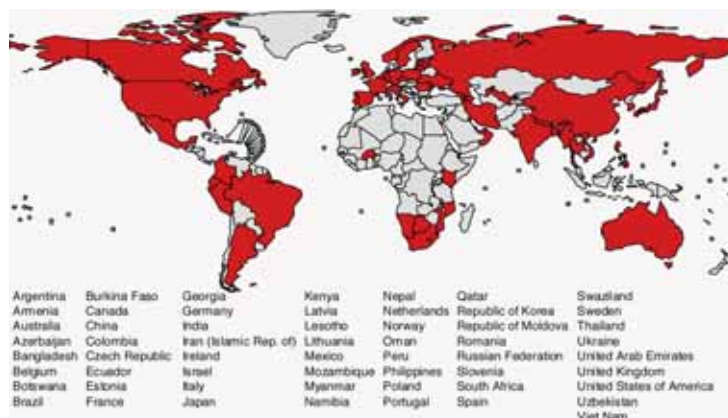 Argentina Burkina Faso Georgia Kenya Nepal Qatar Swaziland
Armenia Canada Germany Latvia Netherlands Republic of Korea Sweden
Australia China India Lesotho Norway Republic of Moldova Thailand
Azerbaijan Colombia Iran (Islamic Rep. of) Lithuania Oman Romania Ukraine
Bangladesh Czech Republic Ireland Mexico Peru Russian Federation United Arab Emirates
Belgium Ecuador Israel Mozambique Philippines Slovenia United Kingdom
Botswana Estonia Italy Myanmar Poland South Africa United States of America
Brazil France Japan Namibia Portugal Spain Uzbekistan
Viet Nam